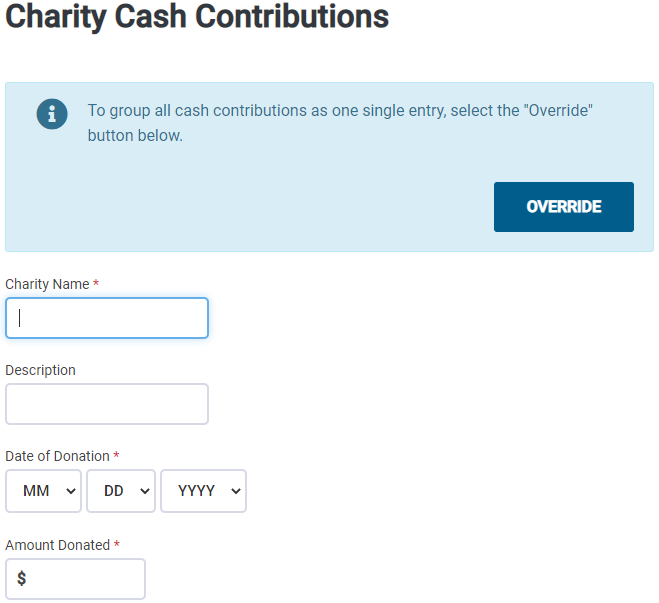 Charity Cash Contributions
To group all cash contributions as one single entry, select the "Override"
button below.
OVERRIDE
Charity Name *
Description
Date of Donation *
MM DD YYYY
Amount Donated *
$